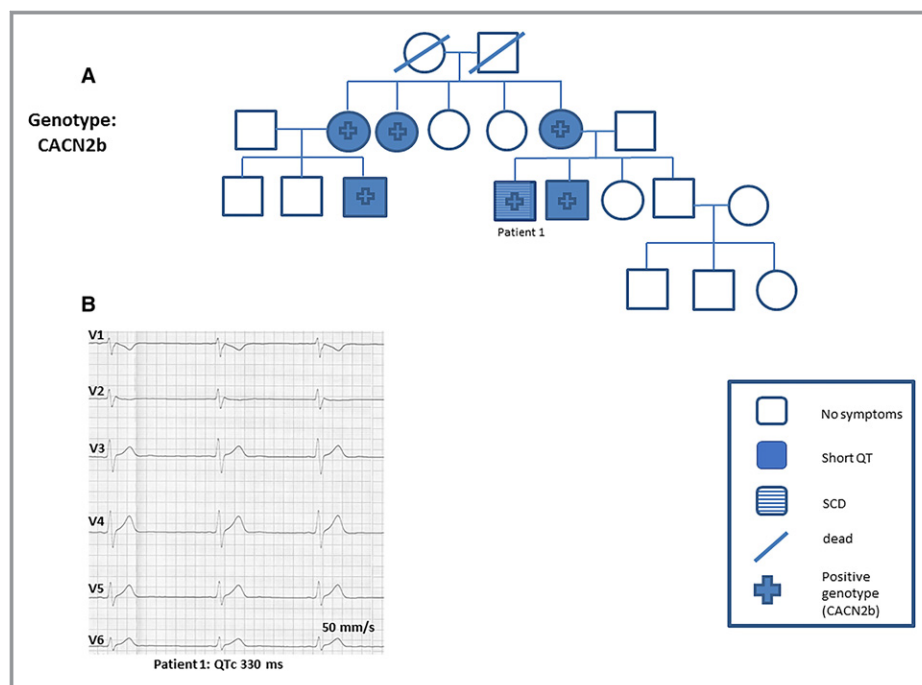 A
Genotype:
CACN2b
Patient 1
B
V1
V2
V3
V4
V5
50 mm/s
V6
Patient 1: QTc 330 ms
No symptoms
Short QT
SCD
dead
Positive
genotype
(CACN2b)